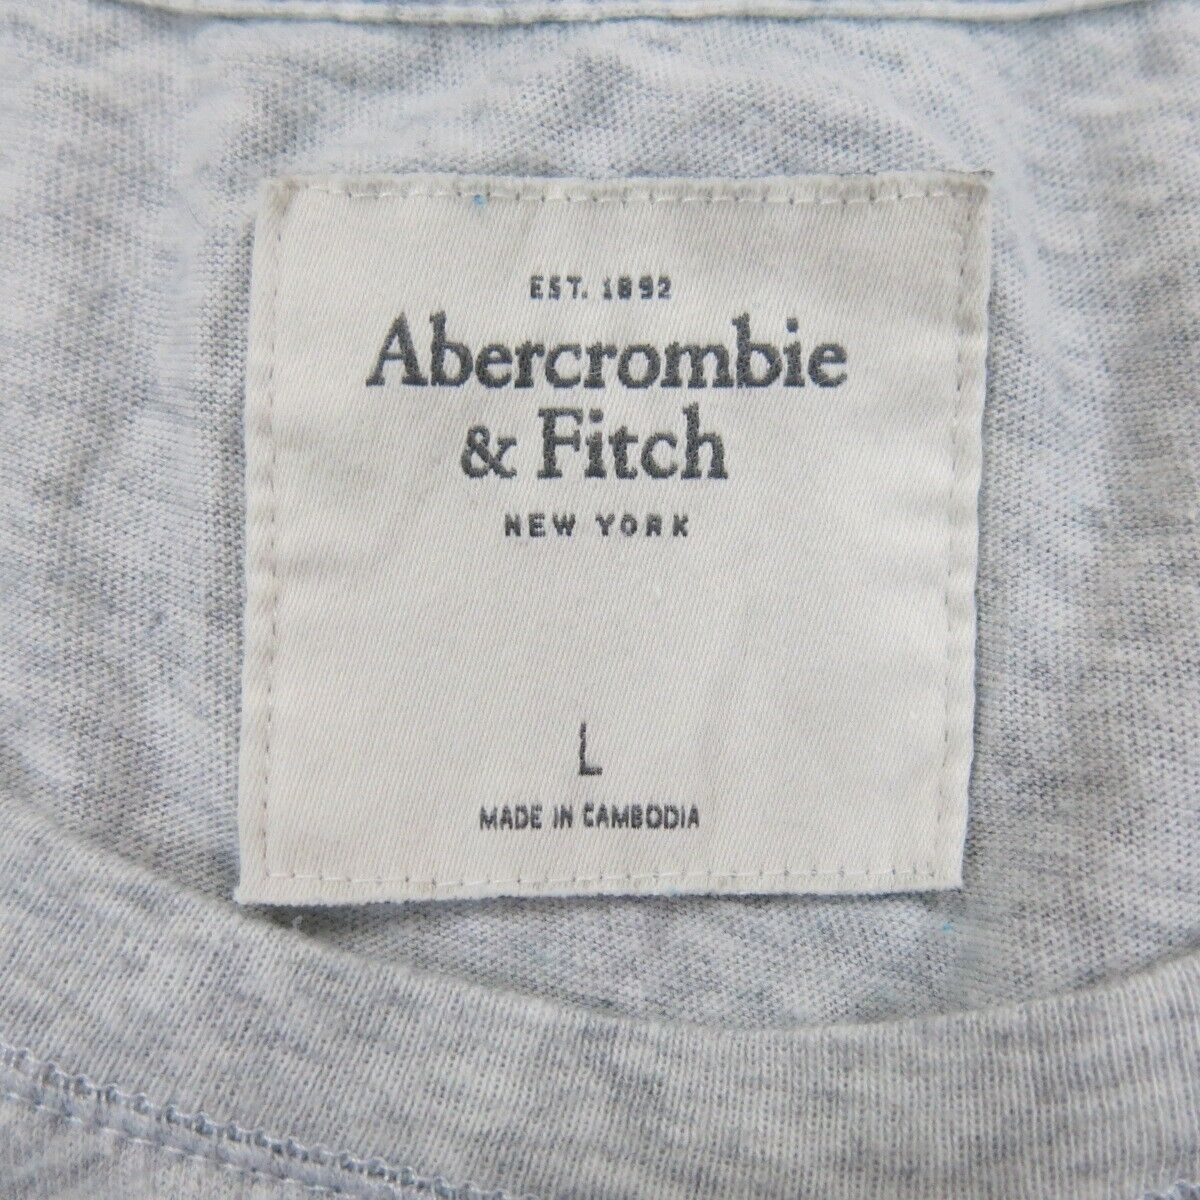 EST. 1892
Abercrombie
& Fitch
NEW YORK
L
MADE IN CAMBODIA